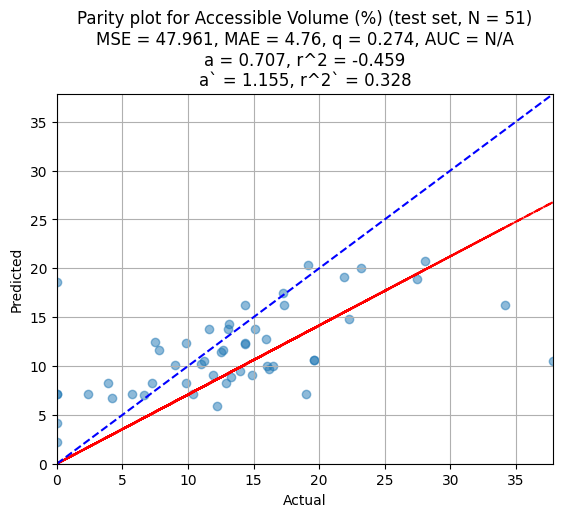 Parity plot for Accessible Volume (%) (test set, N = 51)
MSE = 47.961, MAE = 4.76, q = 0.274, AUC = N/A
a = 0.707, r^2 = -0.459
a` = 1.155, r^2` = 0.328
35
30
25
20
15
10
5
0
Predicted
0 5 10 15 20 25 30 35
Actual